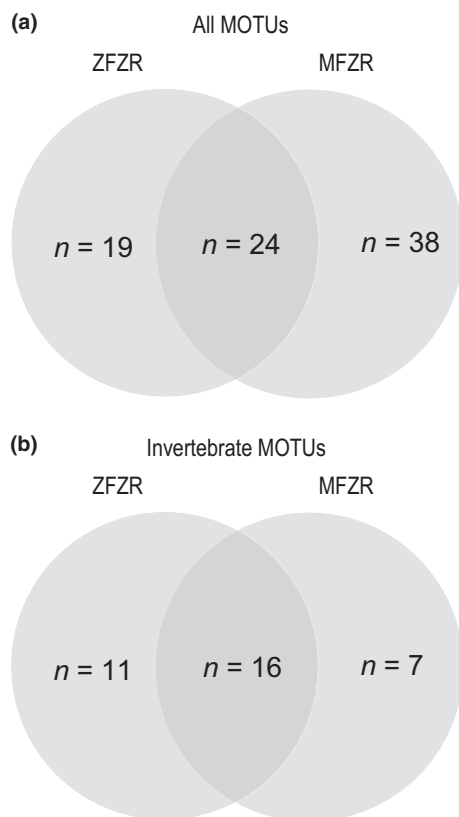 (a)
All MOTUs
ZFZR MFZR
n = 19 n = 24 n = 38
(b)
Invertebrate MOTUs
ZFZR MFZR
n = 11 n = 16 n = 7